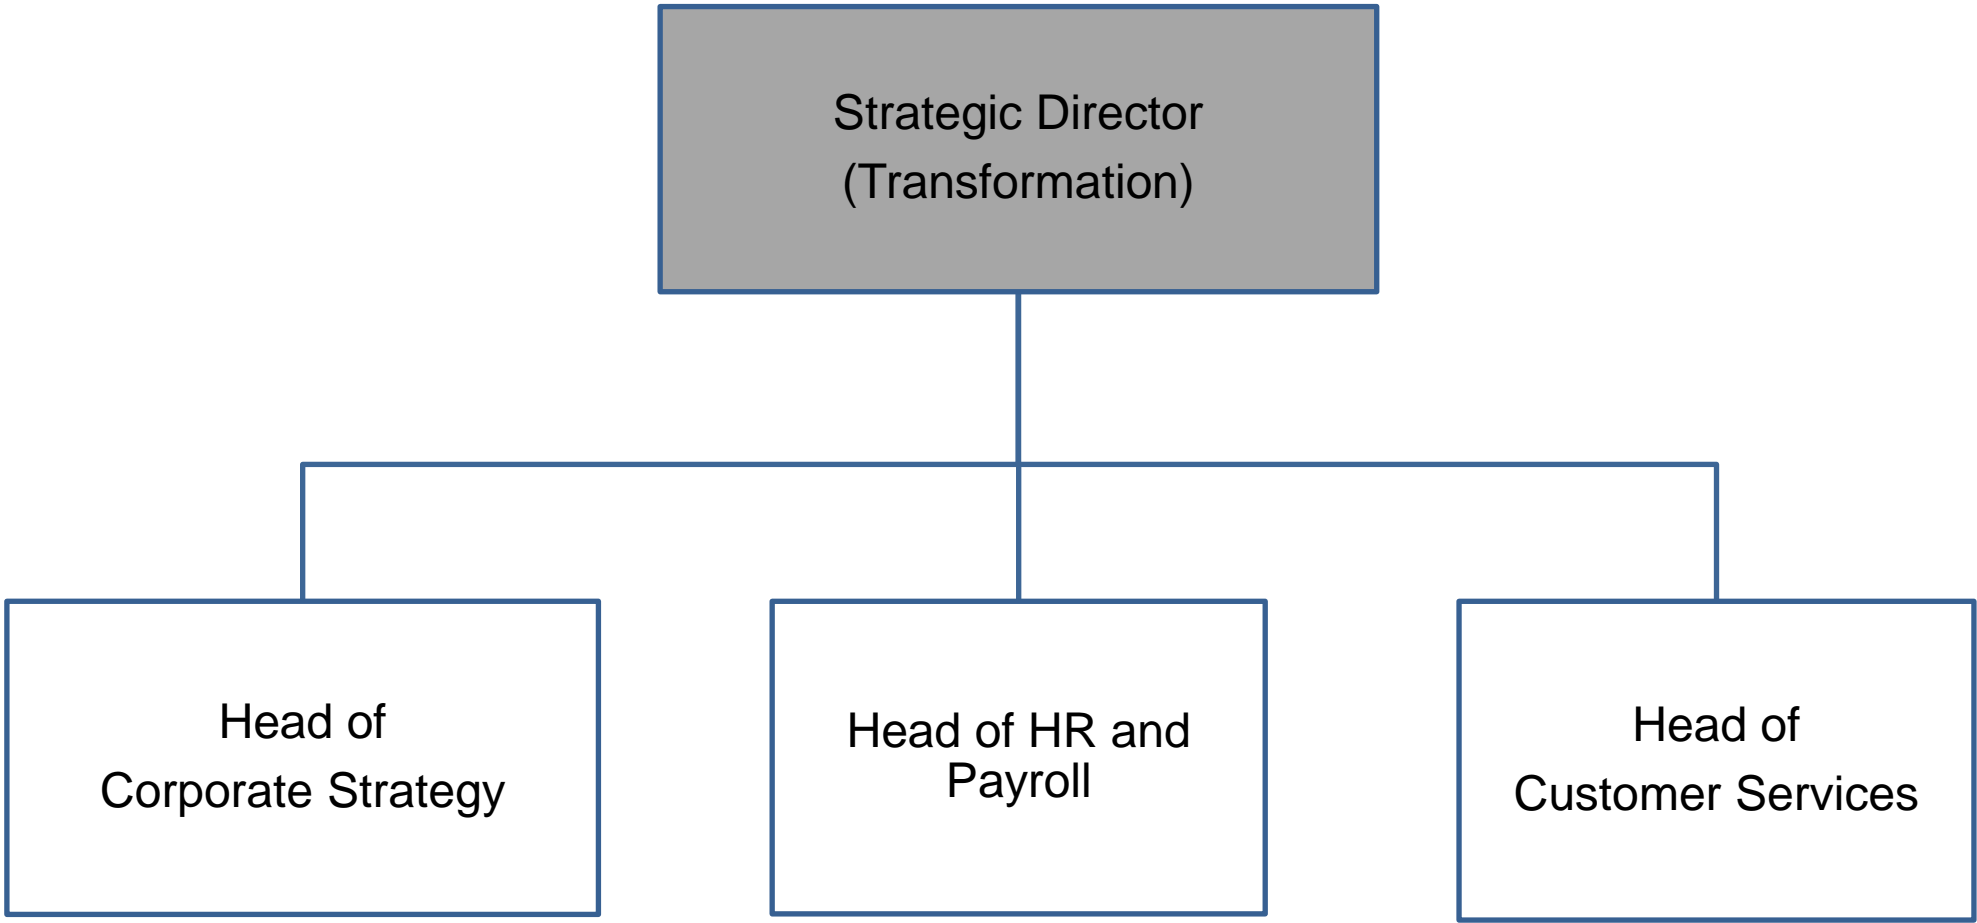 Strategic Director
(Transformation)
Head of
Corporate Strategy
Head of HR and
Payroll
Head of
Customer Services